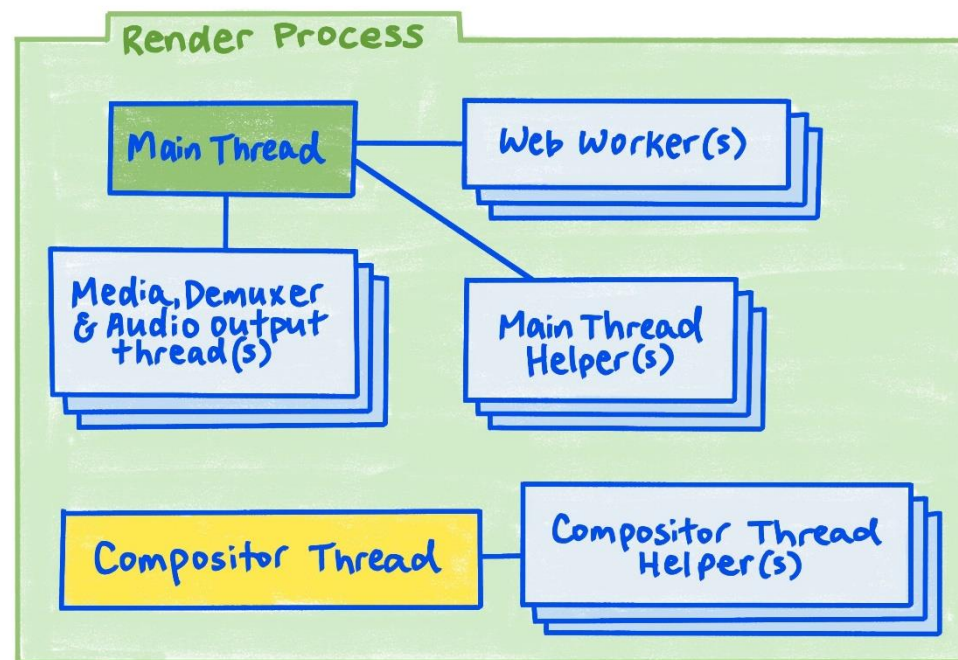 Render Process
Main Thread
Web Worker(s)
Media, Demuxer
& Audio output
thread(s)
Main Thread
Helper(s)
Compositor Thread
Compositor Thread
Helper(s)